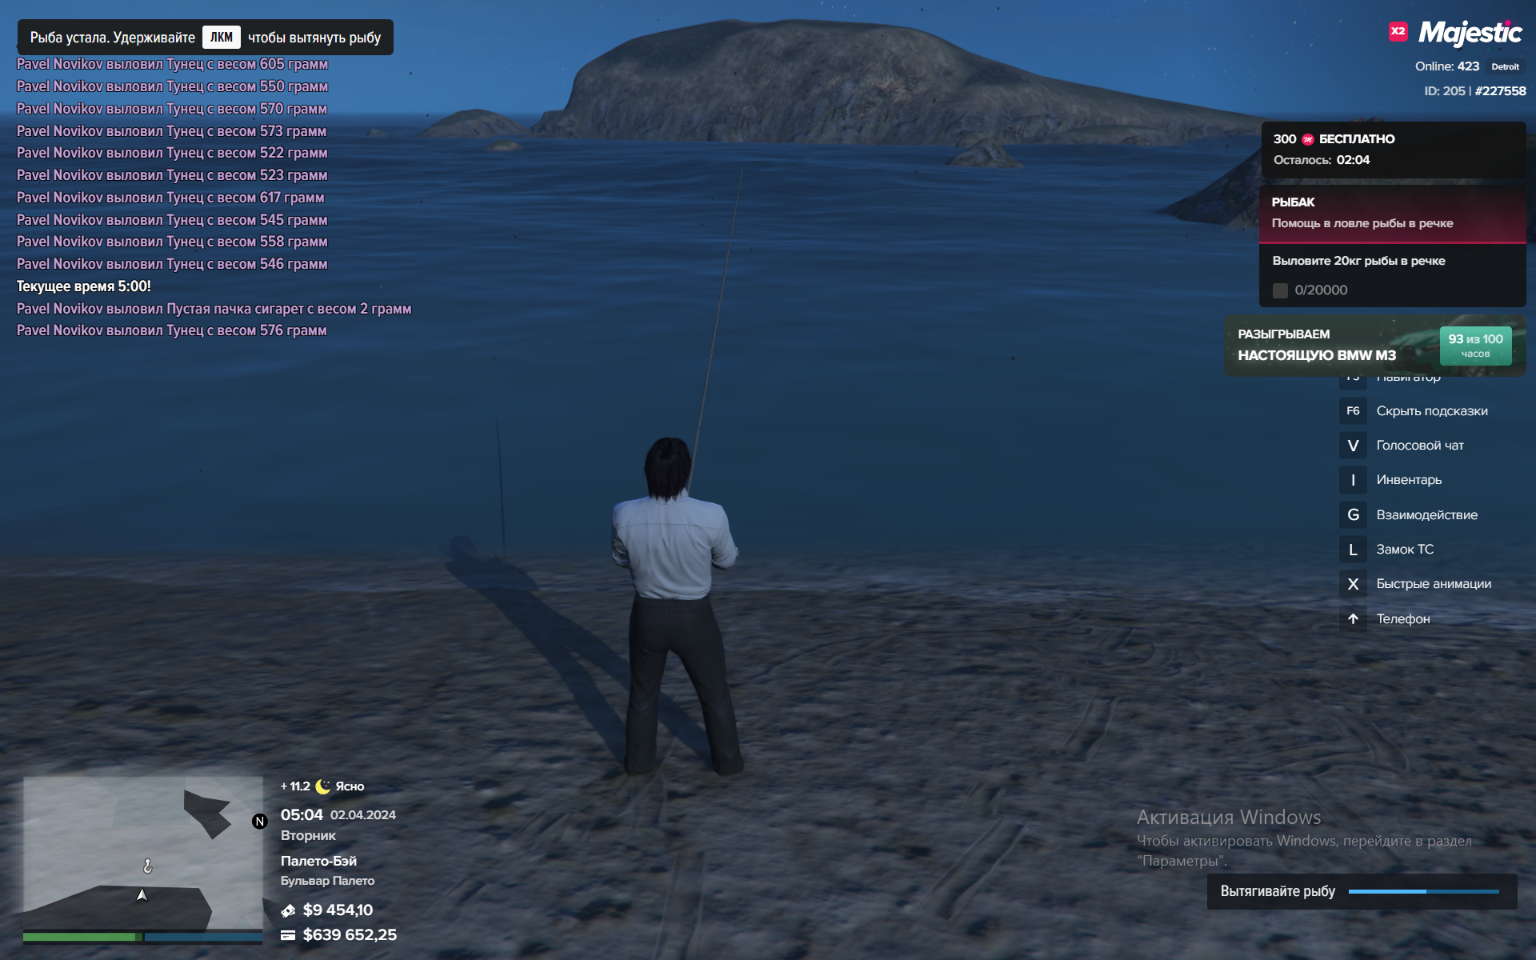 Рыба устала. Удерживайте ЛКМ чтобы вытянуть рыбу
Pavel Novikov выловил Тунец с весом 605 грамм
Pavel Novikov выловил Тунец с весом 550 грамм
Pavel Novikov выловил Тунец с весом 570 грамм
Pavel Novikov выловил Тунец с весом 573 грамм
Pavel Novikov выловил Тунец с весом 522 грамм
Pavel Novikov выловил Тунец с весом 523 грамм
Pavel Novikov выловил Тунец с весом 617 грамм
Pavel Novikov выловил Тунец с весом 545 грамм
Pavel Novikov выловил Тунец с весом 558 грамм
Pavel Novikov выловил Тунец с весом 546 грамм
Текущее время 5:00!
Pavel Novikov выловил Пустая пачка сигарет с весом 2 грамм
Pavel Novikov выловил Тунец с весом 576 грамм
X2 Majestic
Online: 423 Detroit
ID: 205 | #227558
300 БЕСПЛАТНО
Осталось: 02:04
РЫБАК
Помощь в ловле рыбы в речке
Выловите 20кг рыбы в речке
0/20000
РАЗЫГРЫВАЕМ
НАСТОЯЩУЮ BMW M3
93 из 100
часов
Навигатор
F6 Скрыть подсказки
V Голосовой чат
I Инвентарь
G Взаимодействие
L Замок ТС
X Быстрые анимации
Телефон
N
+ 11.2 Ясно
05:04 02.04.2024
Вторник
Палето-Бэй
Бульвар Палето
$9 454,10
$639 652,25
Активация Windows
Чтобы активировать Windows, перейдите в раздел
"Параметры".
Вытягивайте рыбу